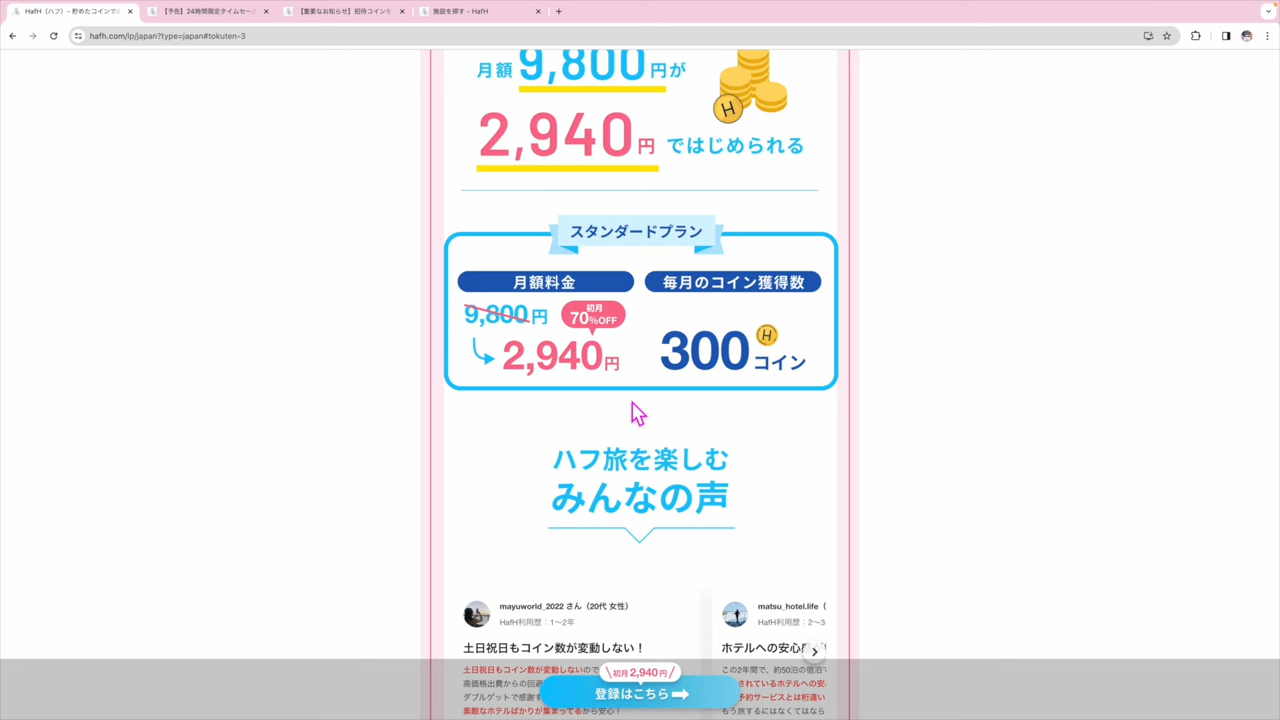 HafH（ハフ）- 貯めたコインで
【予告】24時間限定タイムセール
【重要なお知らせ】招待コインモ
施設を探す - HafH
hafh.com/lp/japan?type=japan#tokuten-3
月額 9,800円が
H
2,940円 ではじめられる
スタンダードプラン
月額料金
毎月のコイン獲得数
9,800円
初月
70%OFF
2,940円
300コイン
H
ハフ旅を楽しむ
みんなの声
mayuworld_2022 さん（20代 女性）
HafH利用歴：1〜2年
土日祝日もコイン数が変動しない！
土日祝日もコイン数が変動しないので
高価格出費からの回避
ダブルゲットで感謝す
素敵なホテルばかりが集まってるから安心！
matsu_hotel.life（
HafH利用歴：2〜3
ホテルへの安心
この2年間で、約50泊の宿泊
されているホテルへの安
予約サービスとは桁違い
もう旅するにはなくてはなら
初月2,940円
登録はこちら